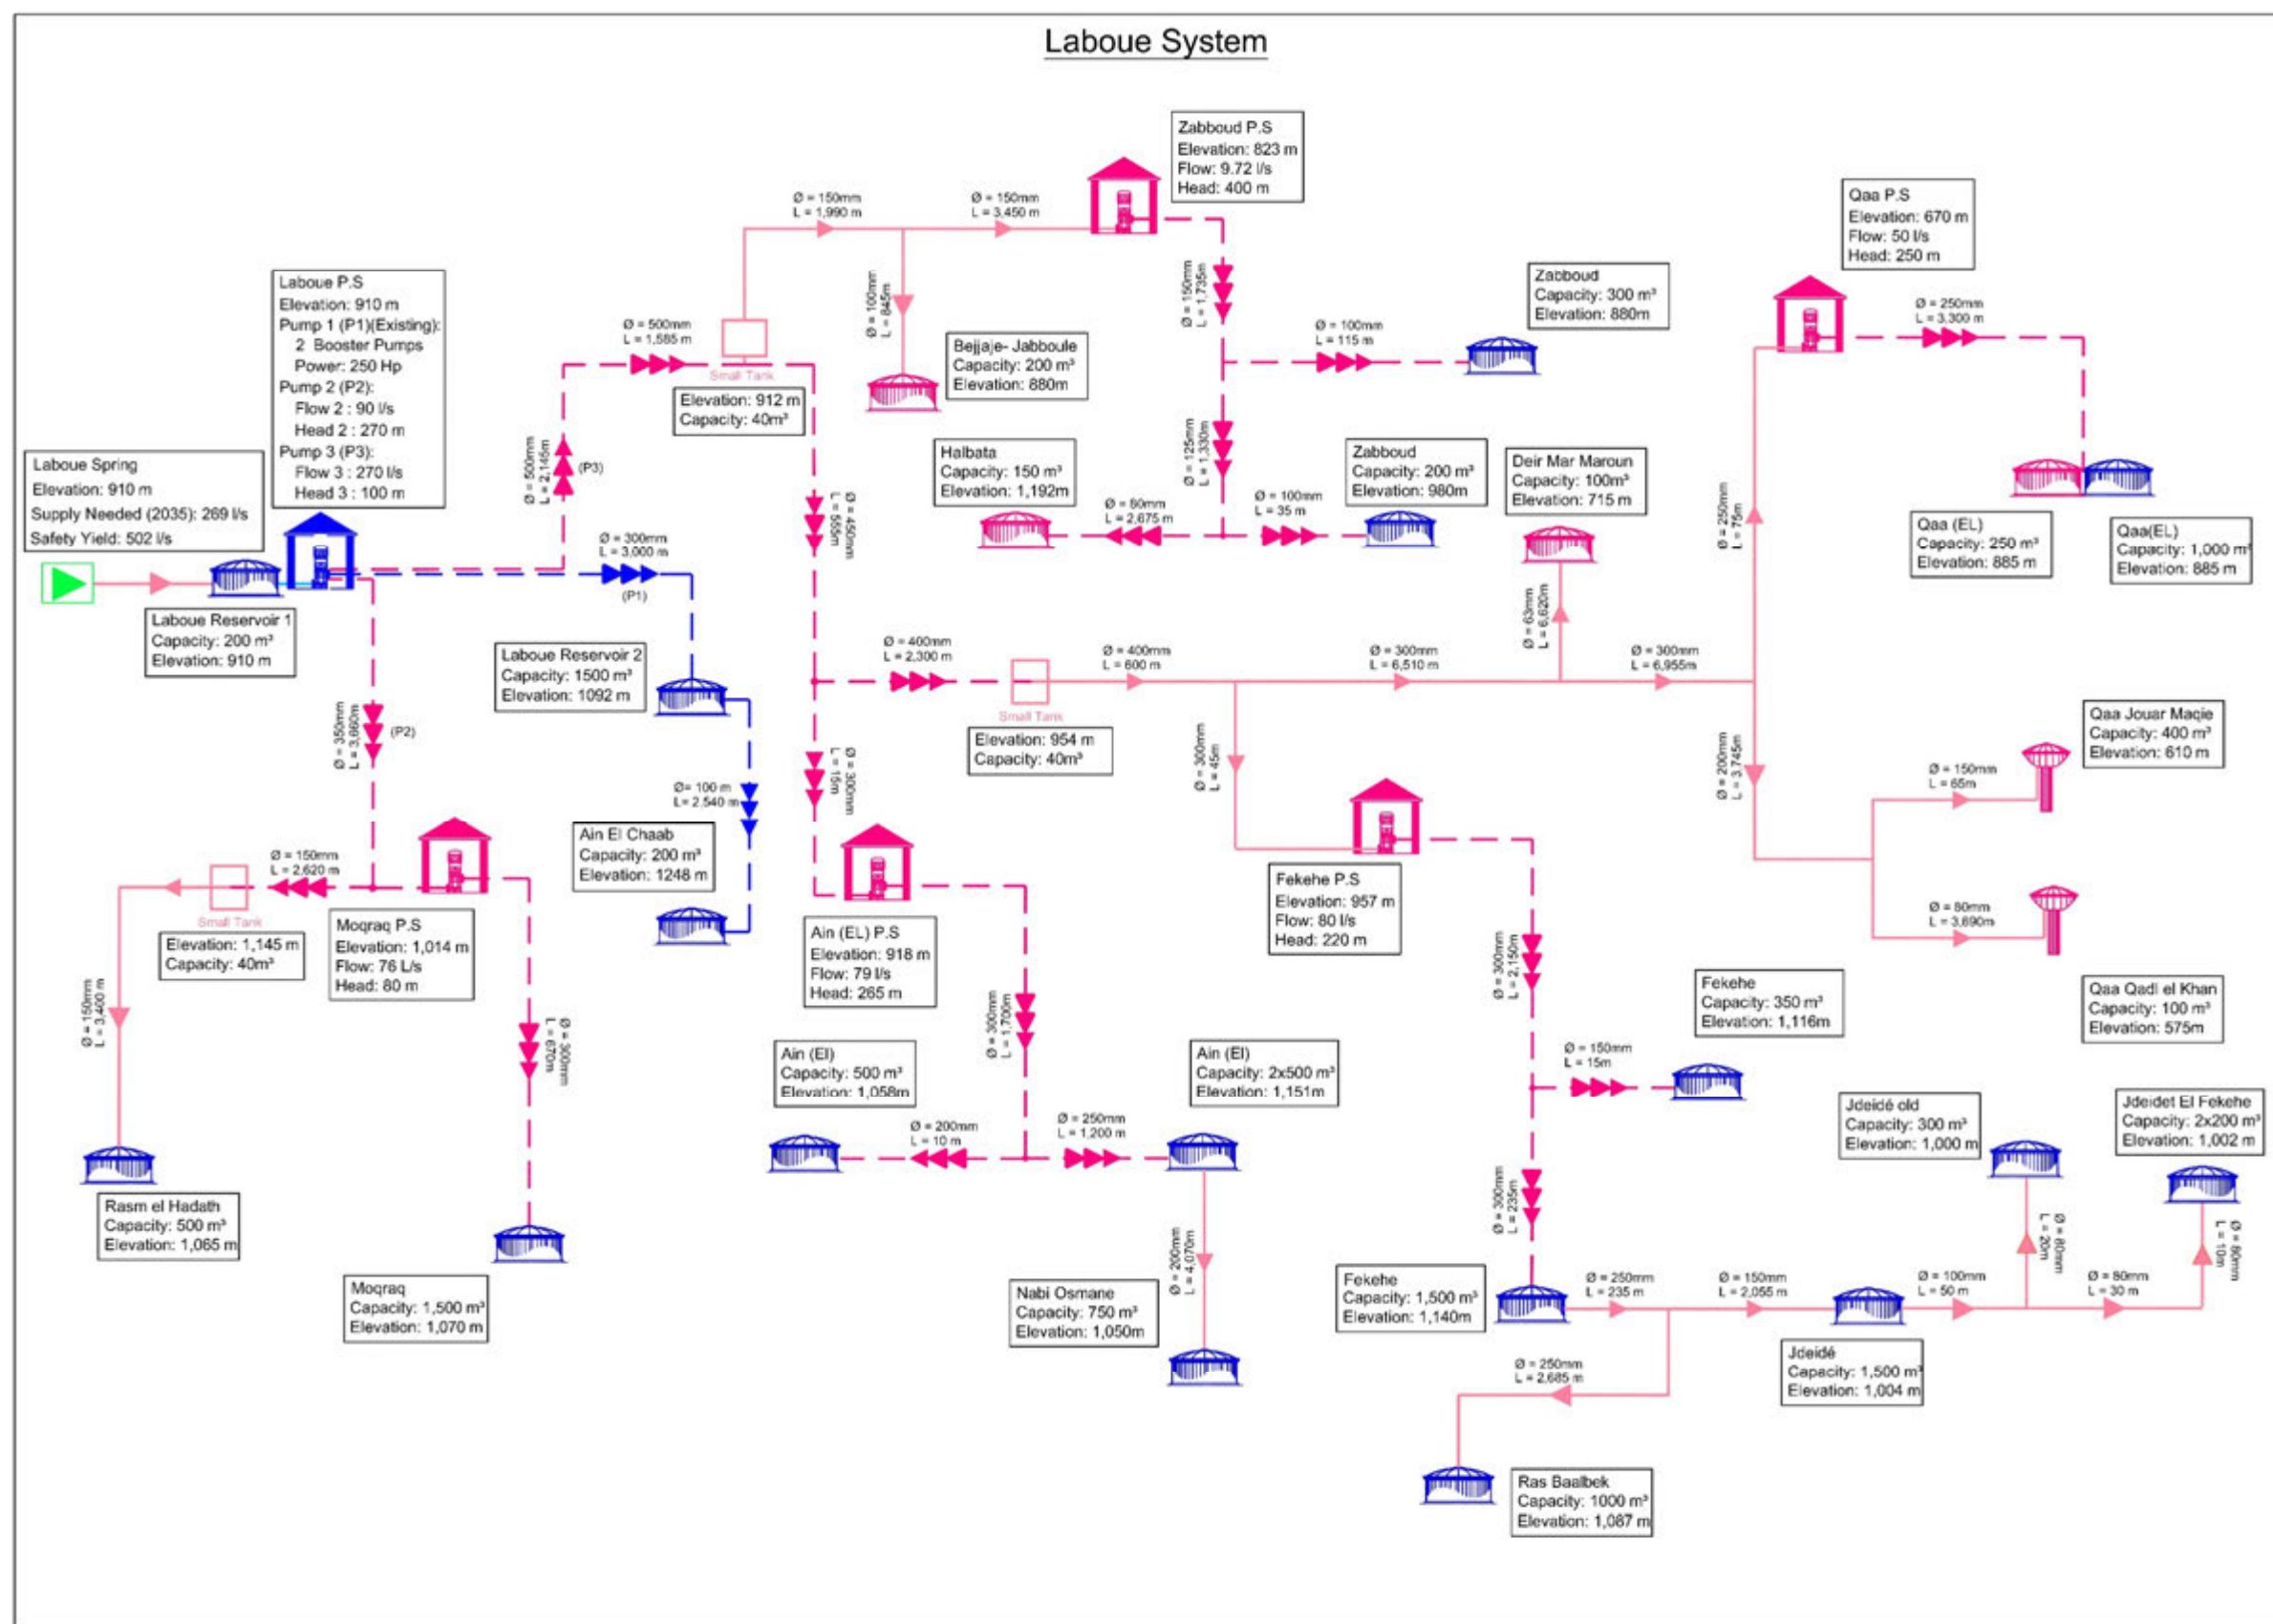 Laboue System
Zabboud P.S
Elevation: 823 m
Flow: 9.72 l/s
Head: 400 m
Ø = 150mm
L = 1,990 m
Ø = 150mm
L = 3,450 m
Qaa P.S
Elevation: 670 m
Flow: 50 l/s
Head: 250 m
Laboue P.S
Elevation: 910 m
Pump 1 (P1)(Existing):
2 Booster Pumps
Power: 250 Hp
Pump 2 (P2):
Flow 2 : 90 l/s
Head 2 : 270 m
Pump 3 (P3):
Flow 3 : 270 l/s
Head 3 : 100 m
Ø = 500mm
L = 1,585 m
Small Tank
Elevation: 912 m
Capacity: 40m³
Ø = 100mm
L = 845m
Bejjaje- Jabboule
Capacity: 200 m³
Elevation: 880m
Ø = 150mm
L = 1,735m
Ø = 100mm
L = 115 m
Zabboud
Capacity: 300 m³
Elevation: 880m
Ø = 250mm
L = 3,300 m
Laboue Spring
Elevation: 910 m
Supply Needed (2035): 269 l/s
Safety Yield: 502 l/s
Ø = 500mm
L = 2,145m
(P3)
Ø = 450mm
L = 555m
Halbata
Capacity: 150 m³
Elevation: 1,192m
Ø = 80mm
L = 2,675 m
Ø = 125mm
L = 1,330m
Ø = 100mm
L = 35 m
Zabboud
Capacity: 200 m³
Elevation: 980m
Deir Mar Maroun
Capacity: 100m³
Elevation: 715 m
Ø = 250mm
L = 75m
Qaa (EL)
Capacity: 250 m³
Elevation: 885 m
Qaa(EL)
Capacity: 1,000 m³
Elevation: 885 m
Ø = 300mm
L = 3,000 m
(P1)
Laboue Reservoir 1
Capacity: 200 m³
Elevation: 910 m
Laboue Reservoir 2
Capacity: 1500 m³
Elevation: 1092 m
Ø = 400mm
L = 2,300 m
Small Tank
Elevation: 954 m
Capacity: 40m³
Ø = 400mm
L = 600 m
Ø = 300mm
L = 6,510 m
Ø = 63mm
L = 6,620m
Ø = 300mm
L = 6,955m
Ø = 350mm
L = 3,660m
(P2)
Ø= 100 m
L= 2,540 m
Ø = 300mm
L = 15m
Ø = 300mm
L = 45m
Ø = 200mm
L = 3,745m
Qaa Jouar Maqie
Capacity: 400 m³
Elevation: 610 m
Ø = 150mm
L = 65m
Ain El Chaab
Capacity: 200 m³
Elevation: 1248 m
Ø = 150mm
L = 2,620 m
Small Tank
Elevation: 1,145 m
Capacity: 40m³
Moqraq P.S
Elevation: 1,014 m
Flow: 76 L/s
Head: 80 m
Ain (EL) P.S
Elevation: 918 m
Flow: 79 l/s
Head: 265 m
Fekehe P.S
Elevation: 957 m
Flow: 80 l/s
Head: 220 m
Ø = 80mm
L = 3,690m
Qaa Qadl el Khan
Capacity: 100 m³
Elevation: 575m
Ø = 150mm
L = 3,400 m
Ø = 300mm
L = 670m
Ø = 300mm
L = 1,700m
Ø = 300mm
L = 2,150m
Fekehe
Capacity: 350 m³
Elevation: 1,116m
Ø = 150mm
L = 15m
Ain (El)
Capacity: 500 m³
Elevation: 1,058m
Ø = 200mm
L = 10 m
Ø = 250mm
L = 1,200 m
Ain (El)
Capacity: 2x500 m³
Elevation: 1,151m
Jdeidé old
Capacity: 300 m³
Elevation: 1,000 m
Jdeidet El Fekehe
Capacity: 2x200 m³
Elevation: 1,002 m
Rasm el Hadath
Capacity: 500 m³
Elevation: 1,065 m
Moqraq
Capacity: 1,500 m³
Elevation: 1,070 m
Ø = 200mm
L = 4,070m
Nabi Osmane
Capacity: 750 m³
Elevation: 1,050m
Ø = 300mm
L = 235m
Fekehe
Capacity: 1,500 m³
Elevation: 1,140m
Ø = 250mm
L = 235 m
Ø = 150mm
L = 2,055 m
Jdeidé
Capacity: 1,500 m³
Elevation: 1,004 m
Ø = 100mm
L = 50 m
Ø = 80mm
L = 20m
Ø = 80mm
L = 30 m
Ø = 80mm
L = 10m
Ø = 250mm
L = 2,685 m
Ras Baalbek
Capacity: 1000 m³
Elevation: 1,087 m